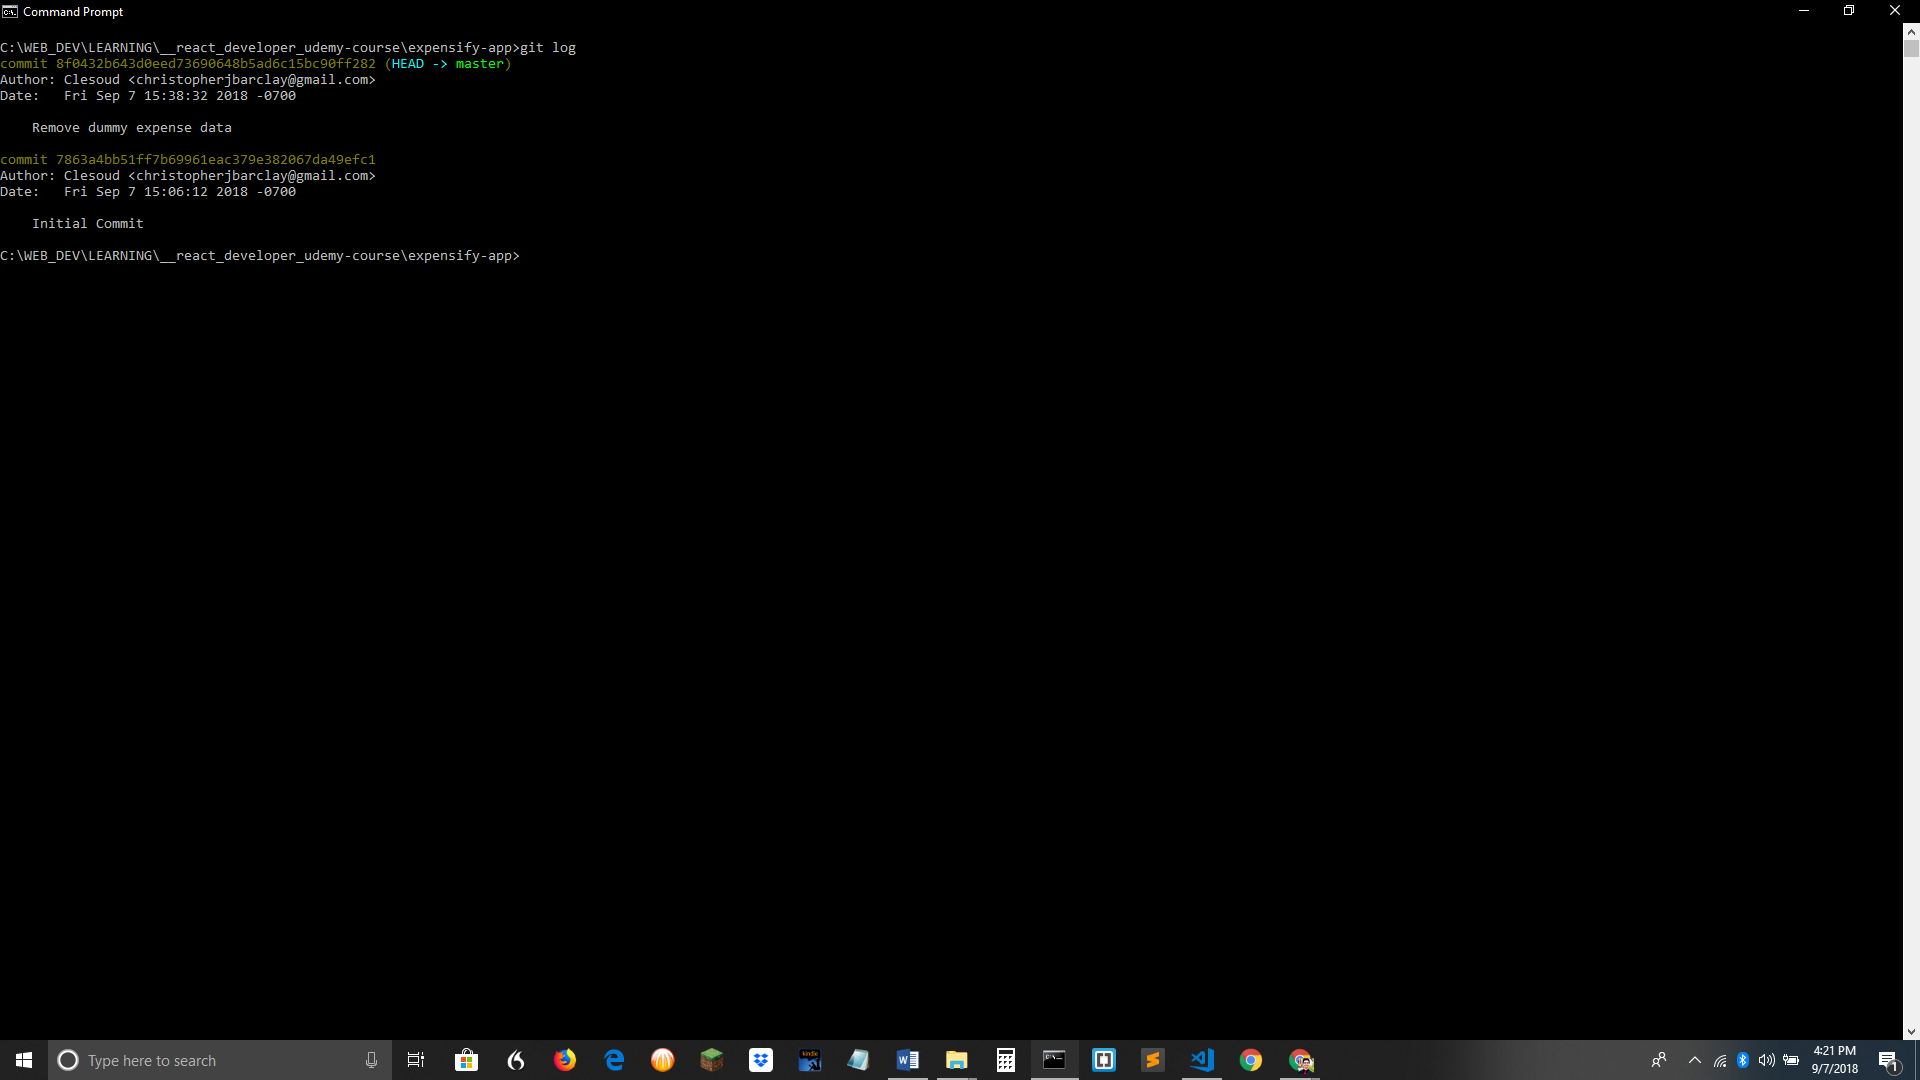 Command Prompt
C:\WEB_DEV\LEARNING\__react_developer_udemy-course\expensify-app>git log
commit 8f0432b643d0eed73690648b5ad6c15bc90ff282 (HEAD -> master)
Author: Clesoud <christopherjbarclay@gmail.com>
Date:   Fri Sep 7 15:38:32 2018 -0700
Remove dummy expense data
commit 7863a4bb51ff7b69961eac379e382067da49efc1
Author: Clesoud <christopherjbarclay@gmail.com>
Date:   Fri Sep 7 15:06:12 2018 -0700
Initial Commit
C:\WEB_DEV\LEARNING\__react_developer_udemy-course\expensify-app>
Type here to search
kindle
W
4:21 PM
9/7/2018
1